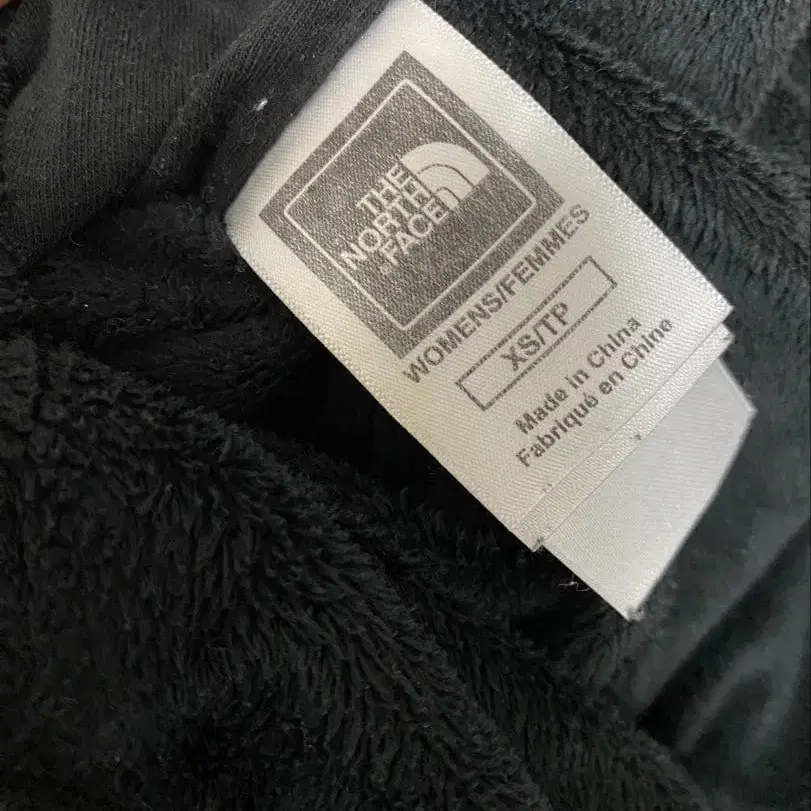 THE
NORTH
FACE
WOMENS/FEMMES
XS/TP
Made in China
Fabriqué en Chine